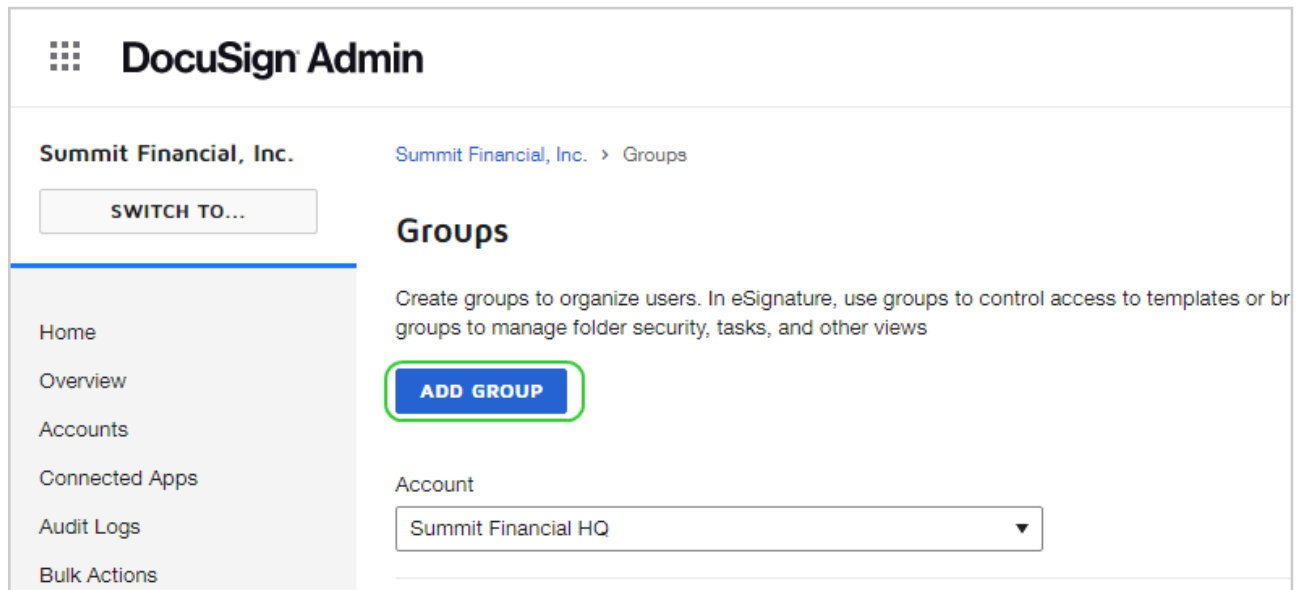 DocuSign Admin
Summit Financial, Inc.
SWITCH TO...
Home
Overview
Accounts
Connected Apps
Audit Logs
Bulk Actions
Summit Financial, Inc. > Groups
Groups
Create groups to organize users. In eSignature, use groups to control access to templates or br
groups to manage folder security, tasks, and other views
ADD GROUP
Account
Summit Financial HQ